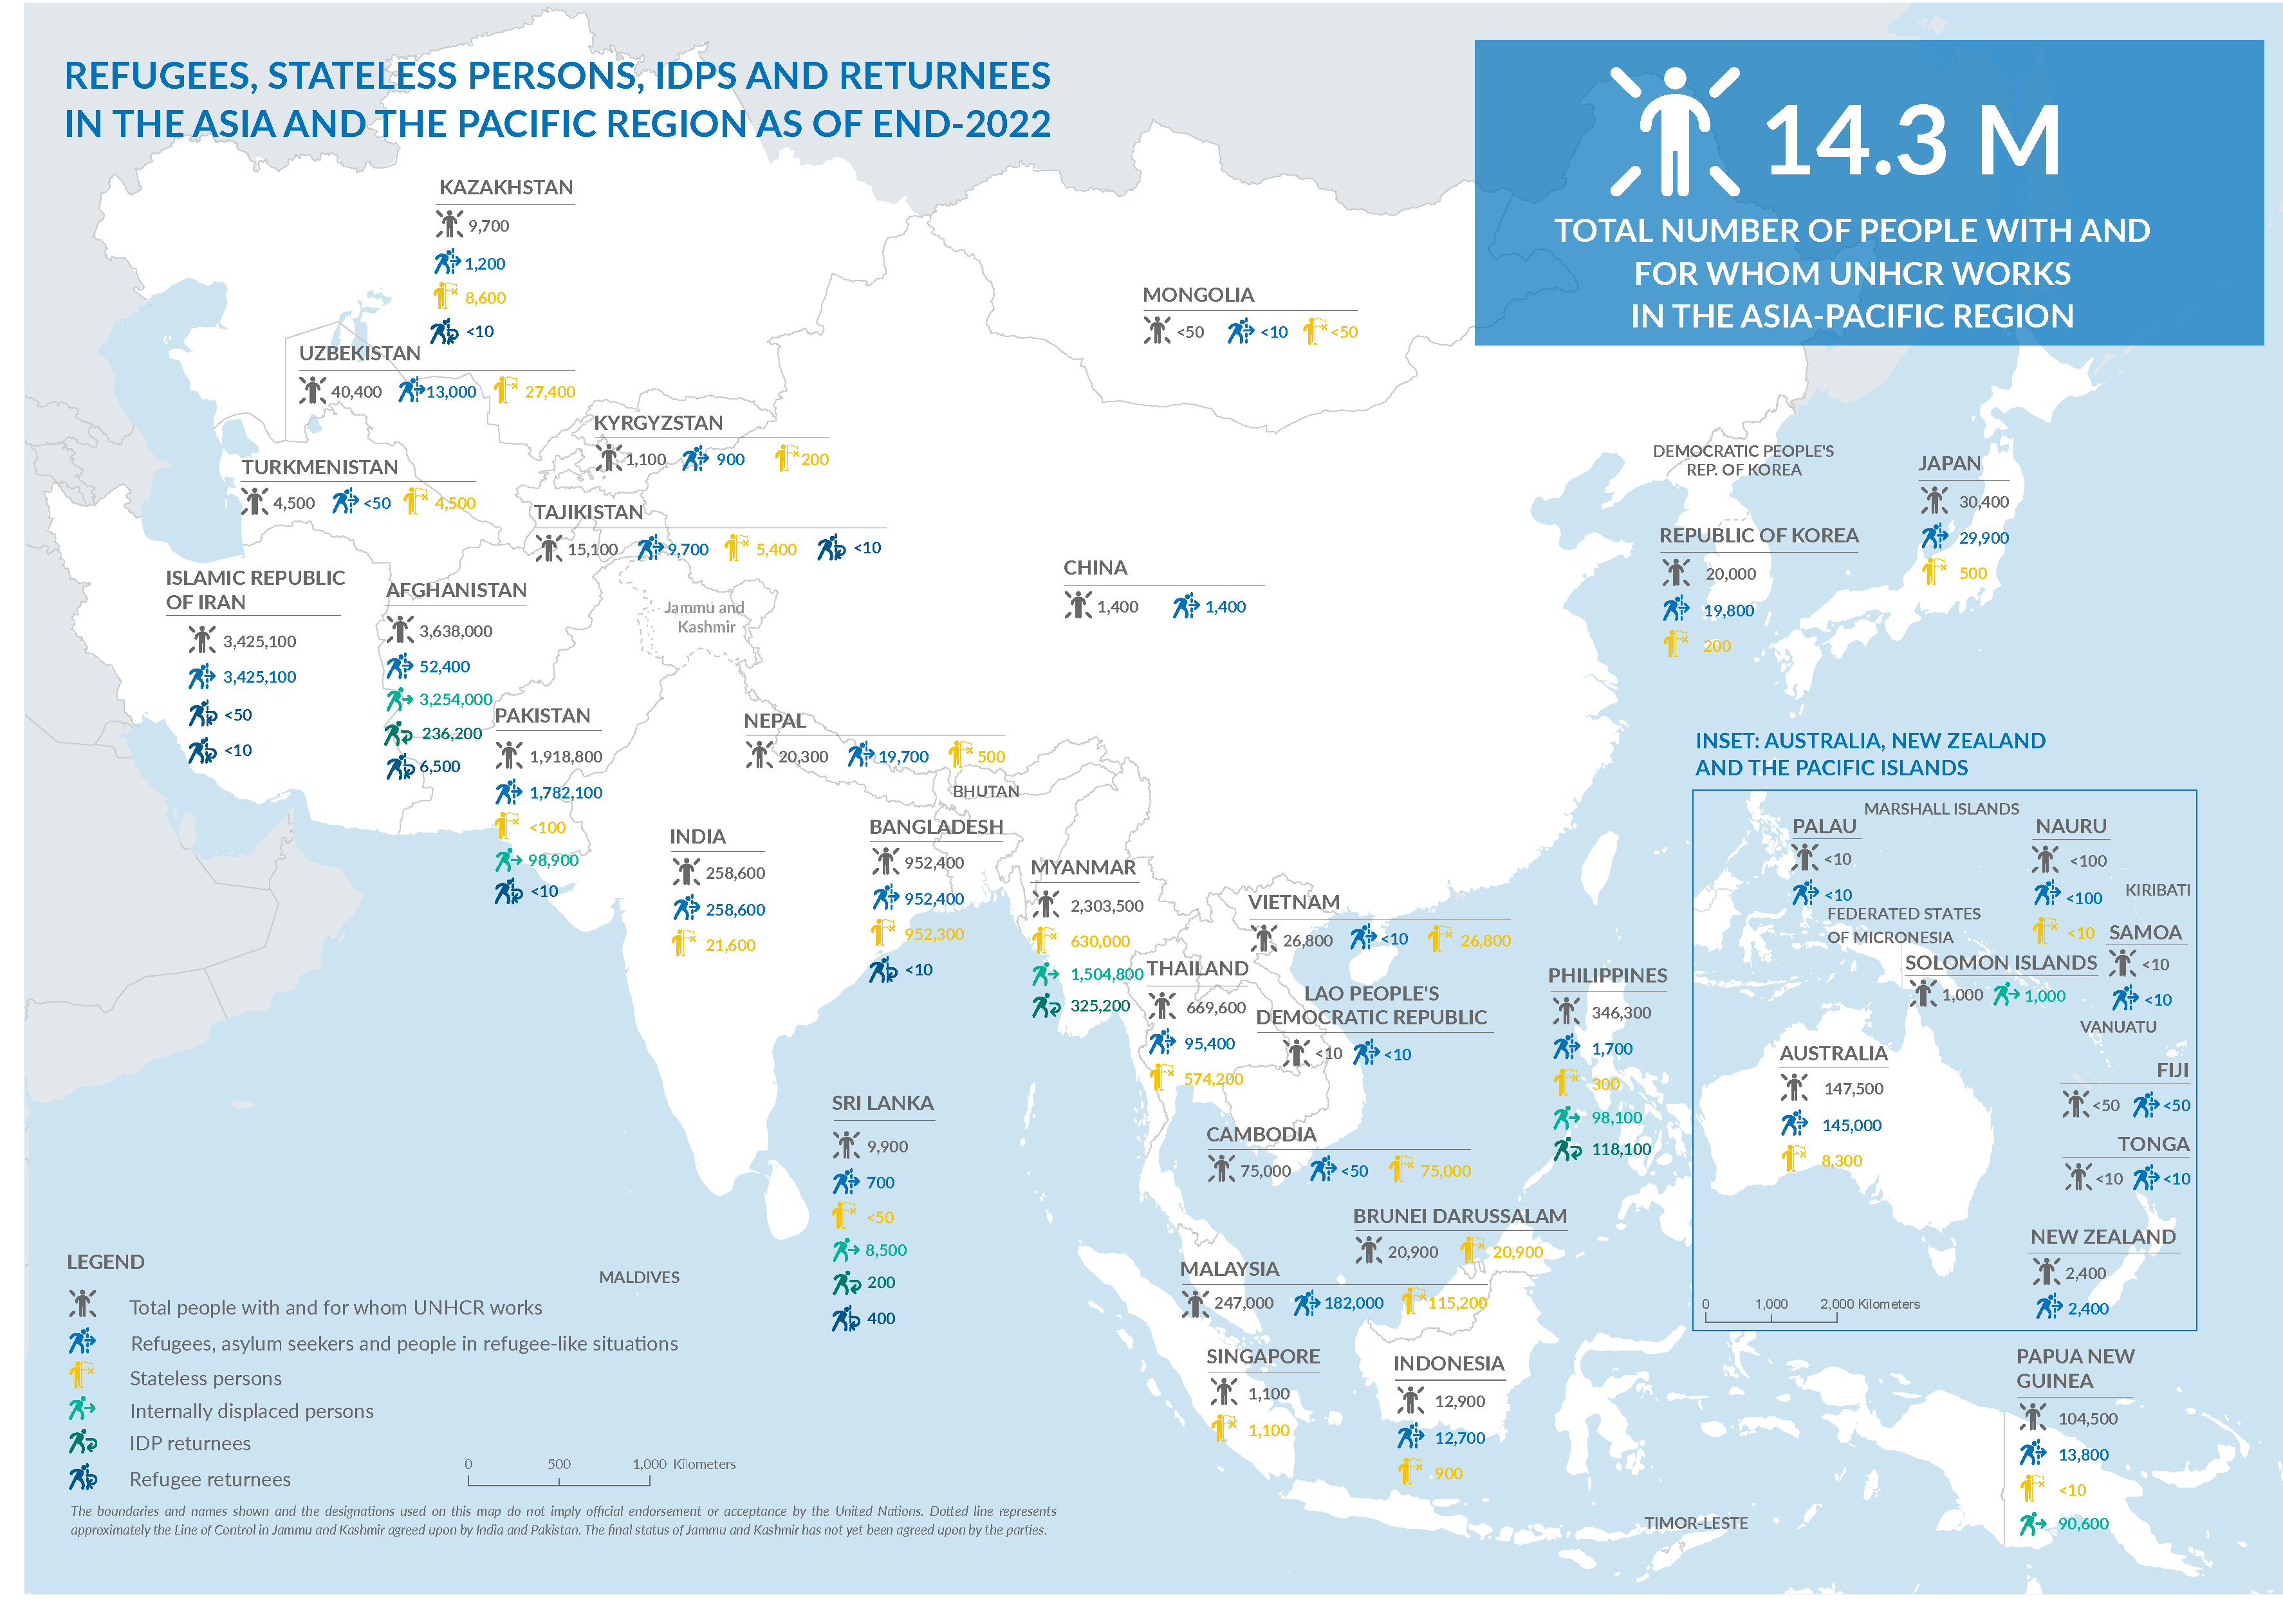 REFUGEES, STATELESS PERSONS, IDPS AND RETURNEES
IN THE ASIA AND THE PACIFIC REGION AS OF END-2022
14.3 M
TOTAL NUMBER OF PEOPLE WITH AND
FOR WHOM UNHCR WORKS
IN THE ASIA-PACIFIC REGION
KAZAKHSTAN
9,700
1,200
8,600
<10
MONGOLIA
<50 <10 <50
UZBEKISTAN
40,400 13,000 27,400
KYRGYZSTAN
1,100 900 200
TURKMENISTAN
4,500 <50 4,500
TAJIKISTAN
15,100 9,700 5,400 <10
DEMOCRATIC PEOPLE'S
REP. OF KOREA
JAPAN
30,400
29,900
500
REPUBLIC OF KOREA
20,000
19,800
200
CHINA
1,400 1,400
ISLAMIC REPUBLIC
OF IRAN
3,425,100
3,425,100
<50
<10
AFGHANISTAN
3,638,000
52,400
3,254,000
236,200
6,500
Jammu and
Kashmir
PAKISTAN
1,918,800
1,782,100
<100
98,900
<10
NEPAL
20,300 19,700 500
BHUTAN
INDIA
258,600
258,600
21,600
BANGLADESH
952,400
952,400
952,300
<10
MYANMAR
2,303,500
630,000
1,504,800
325,200
VIETNAM
26,800 <10 26,800
THAILAND
669,600
95,400
574,200
LAO PEOPLE'S
DEMOCRATIC REPUBLIC
<10 <10
PHILIPPINES
346,300
1,700
300
98,100
118,100
CAMBODIA
75,000 <50 75,000
SRI LANKA
9,900
700
<50
8,500
200
400
MALDIVES
BRUNEI DARUSSALAM
20,900 20,900
MALAYSIA
247,000 182,000 115,200
SINGAPORE
1,100
1,100
INDONESIA
12,900
12,700
900
TIMOR-LESTE
INSET: AUSTRALIA, NEW ZEALAND
AND THE PACIFIC ISLANDS
MARSHALL ISLANDS
PALAU
<10
<10
NAURU
<100
<100
<10
KIRIBATI
FEDERATED STATES
OF MICRONESIA
SAMOA
<10
<10
SOLOMON ISLANDS
1,000 1,000
VANUATU
AUSTRALIA
147,500
145,000
8,300
FIJI
<50 <50
TONGA
<10 <10
NEW ZEALAND
2,400
2,400
0 1,000 2,000 Kilometers
PAPUA NEW
GUINEA
104,500
13,800
<10
90,600
LEGEND
Total people with and for whom UNHCR works
Refugees, asylum seekers and people in refugee-like situations
Stateless persons
Internally displaced persons
IDP returnees
Refugee returnees
0 500 1,000 Kilometers
The boundaries and names shown and the designations used on this map do not imply official endorsement or acceptance by the United Nations. Dotted line represents
approximately the Line of Control in Jammu and Kashmir agreed upon by India and Pakistan. The final status of Jammu and Kashmir has not yet been agreed upon by the parties.